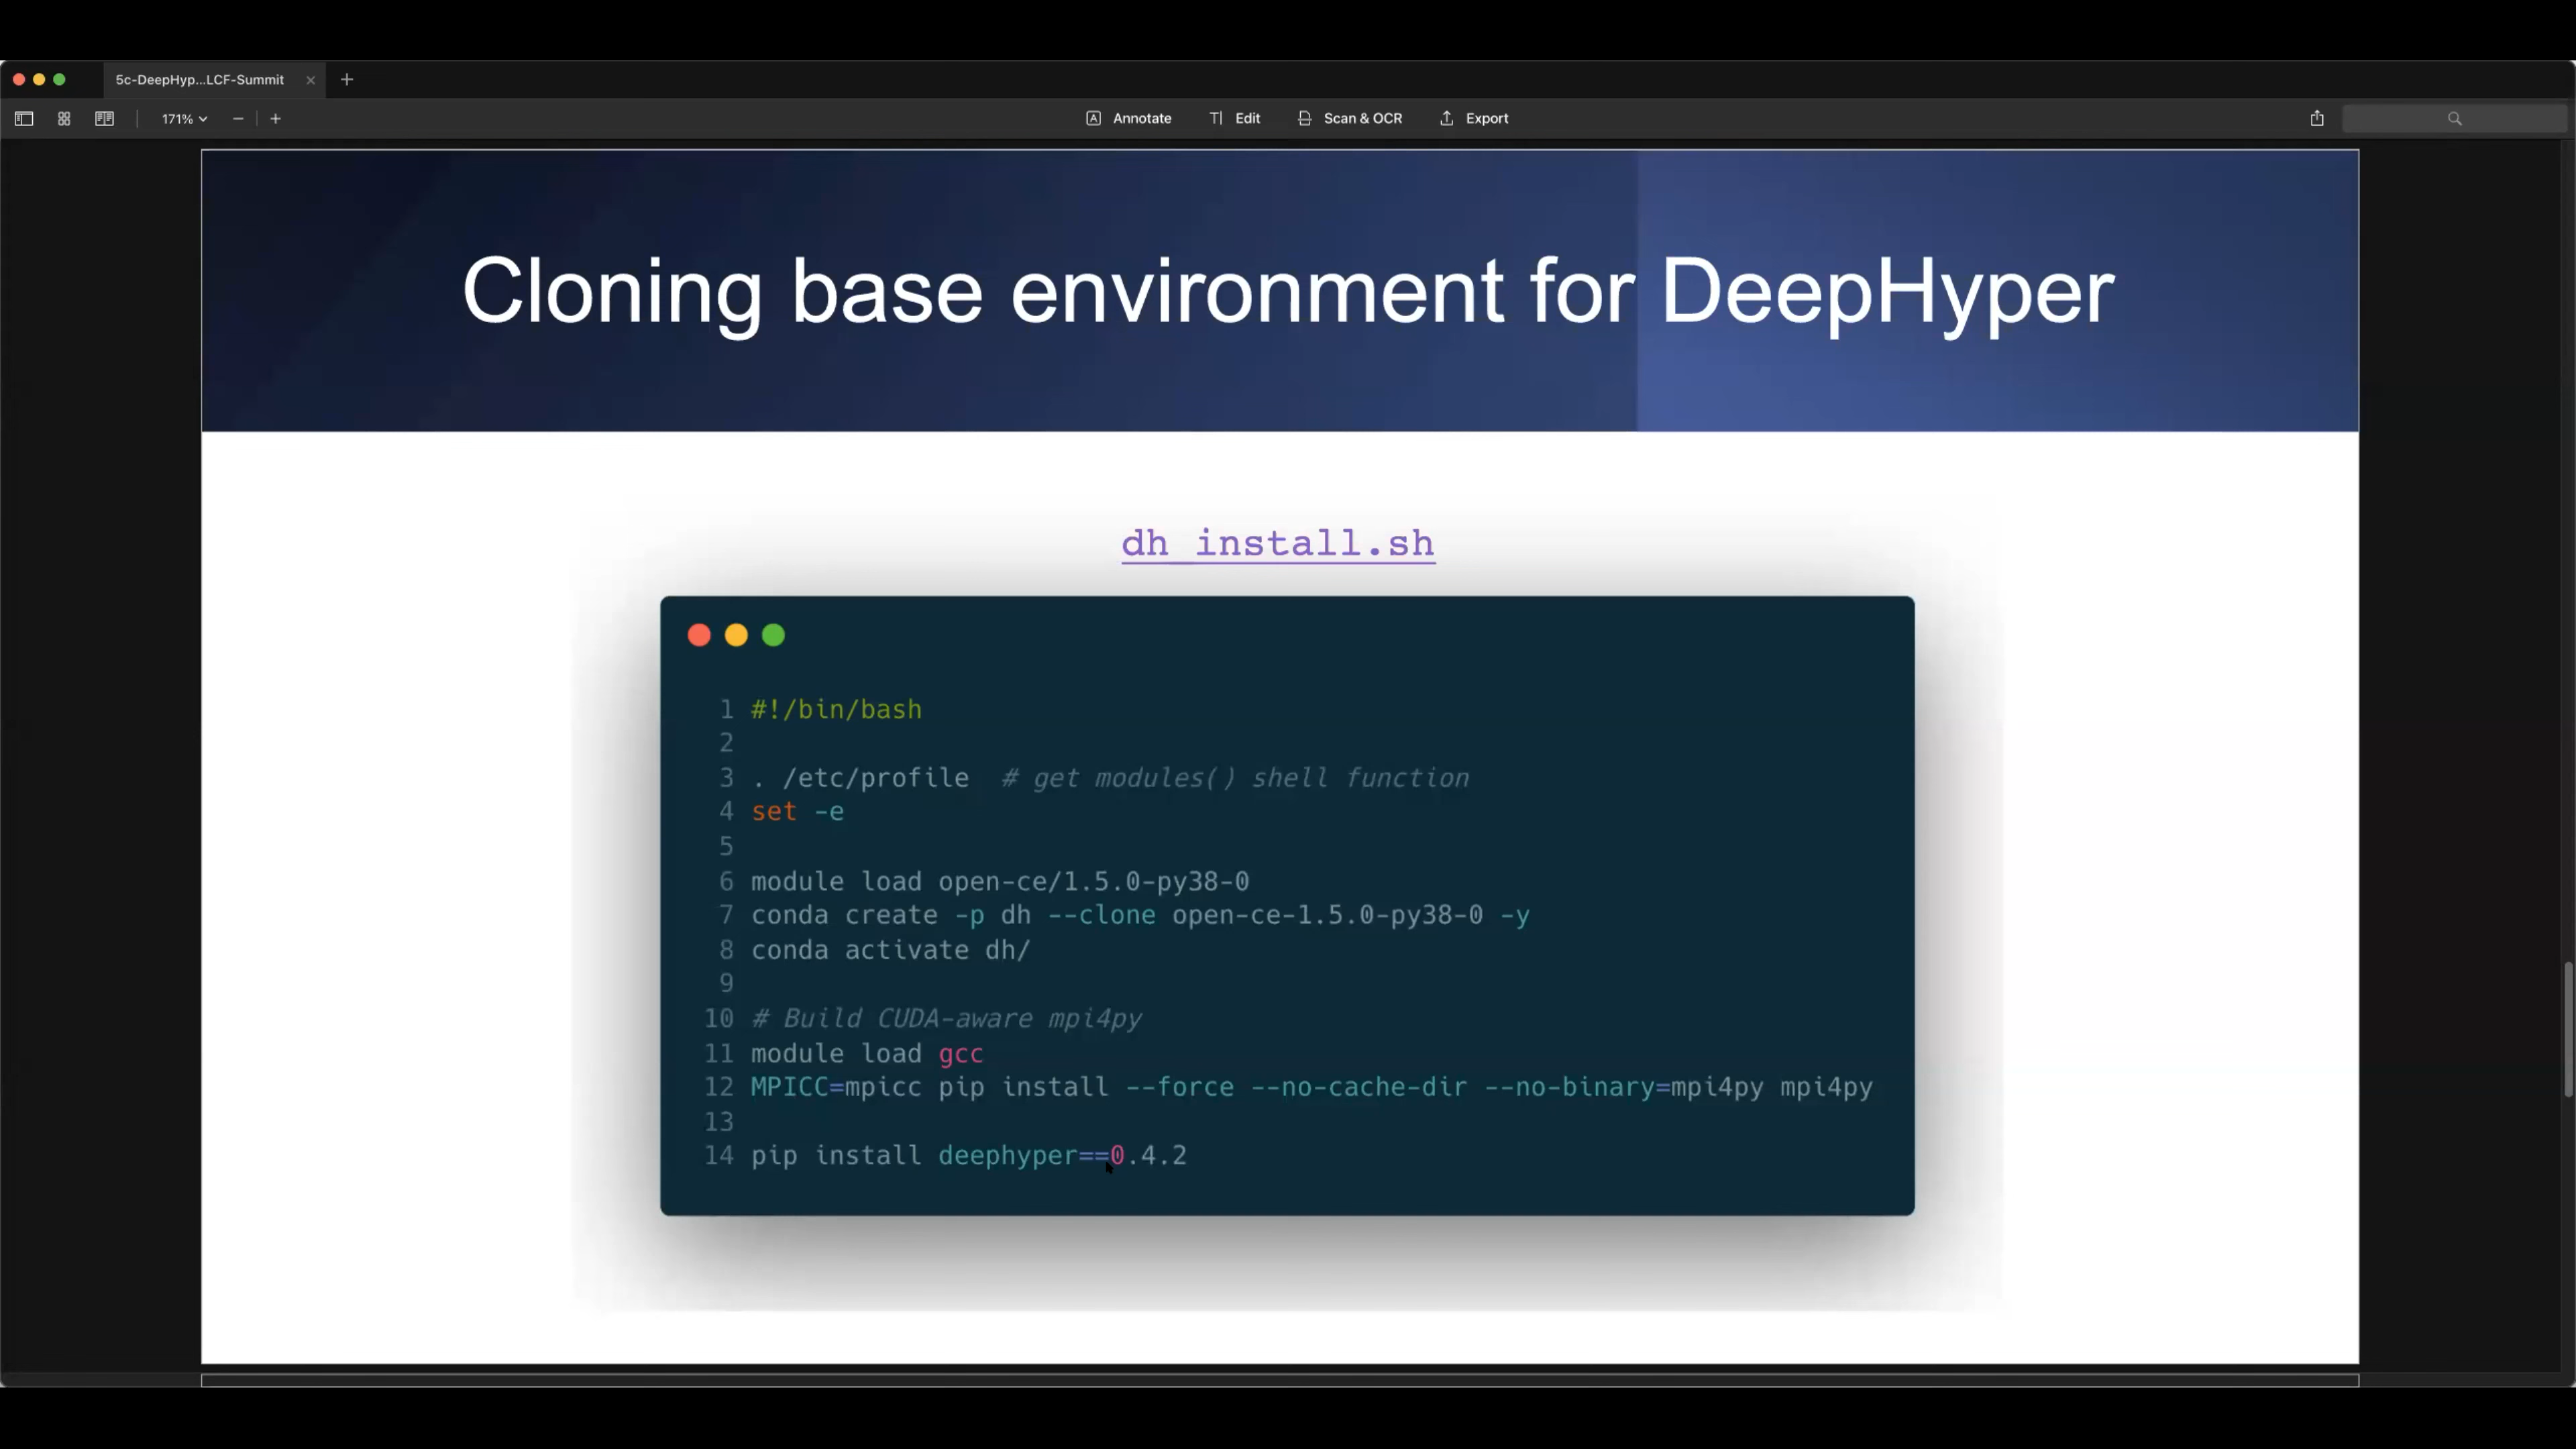 5c-DeepHyp...LCF-Summit
171%
Annotate
Edit
Scan & OCR
Export
Cloning base environment for DeepHyper
dh_install.sh
1 #!/bin/bash
2
3 . /etc/profile  # get modules() shell function
4 set -e
5
6 module load open-ce/1.5.0-py38-0
7 conda create -p dh --clone open-ce-1.5.0-py38-0 -y
8 conda activate dh/
9
10 # Build CUDA-aware mpi4py
11 module load gcc
12 MPICC=mpicc pip install --force --no-cache-dir --no-binary=mpi4py mpi4py
13
14 pip install deephyper==0.4.2